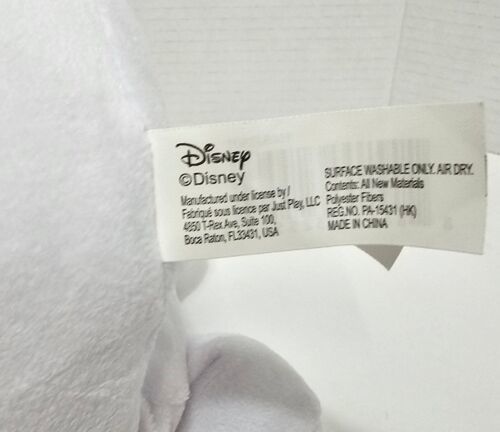 Disney
©Disney
Manufactured under license by /
Fabriqué sous licence par Just Play, LLC
4850 T-Rex Ave, Suite 100,
Boca Raton, FL33431, USA
SURFACE WASHABLE ONLY. AIR DRY.
Contents: All New Materials
Polyester Fibers
REG.NO. PA-15431 (HK)
MADE IN CHINA